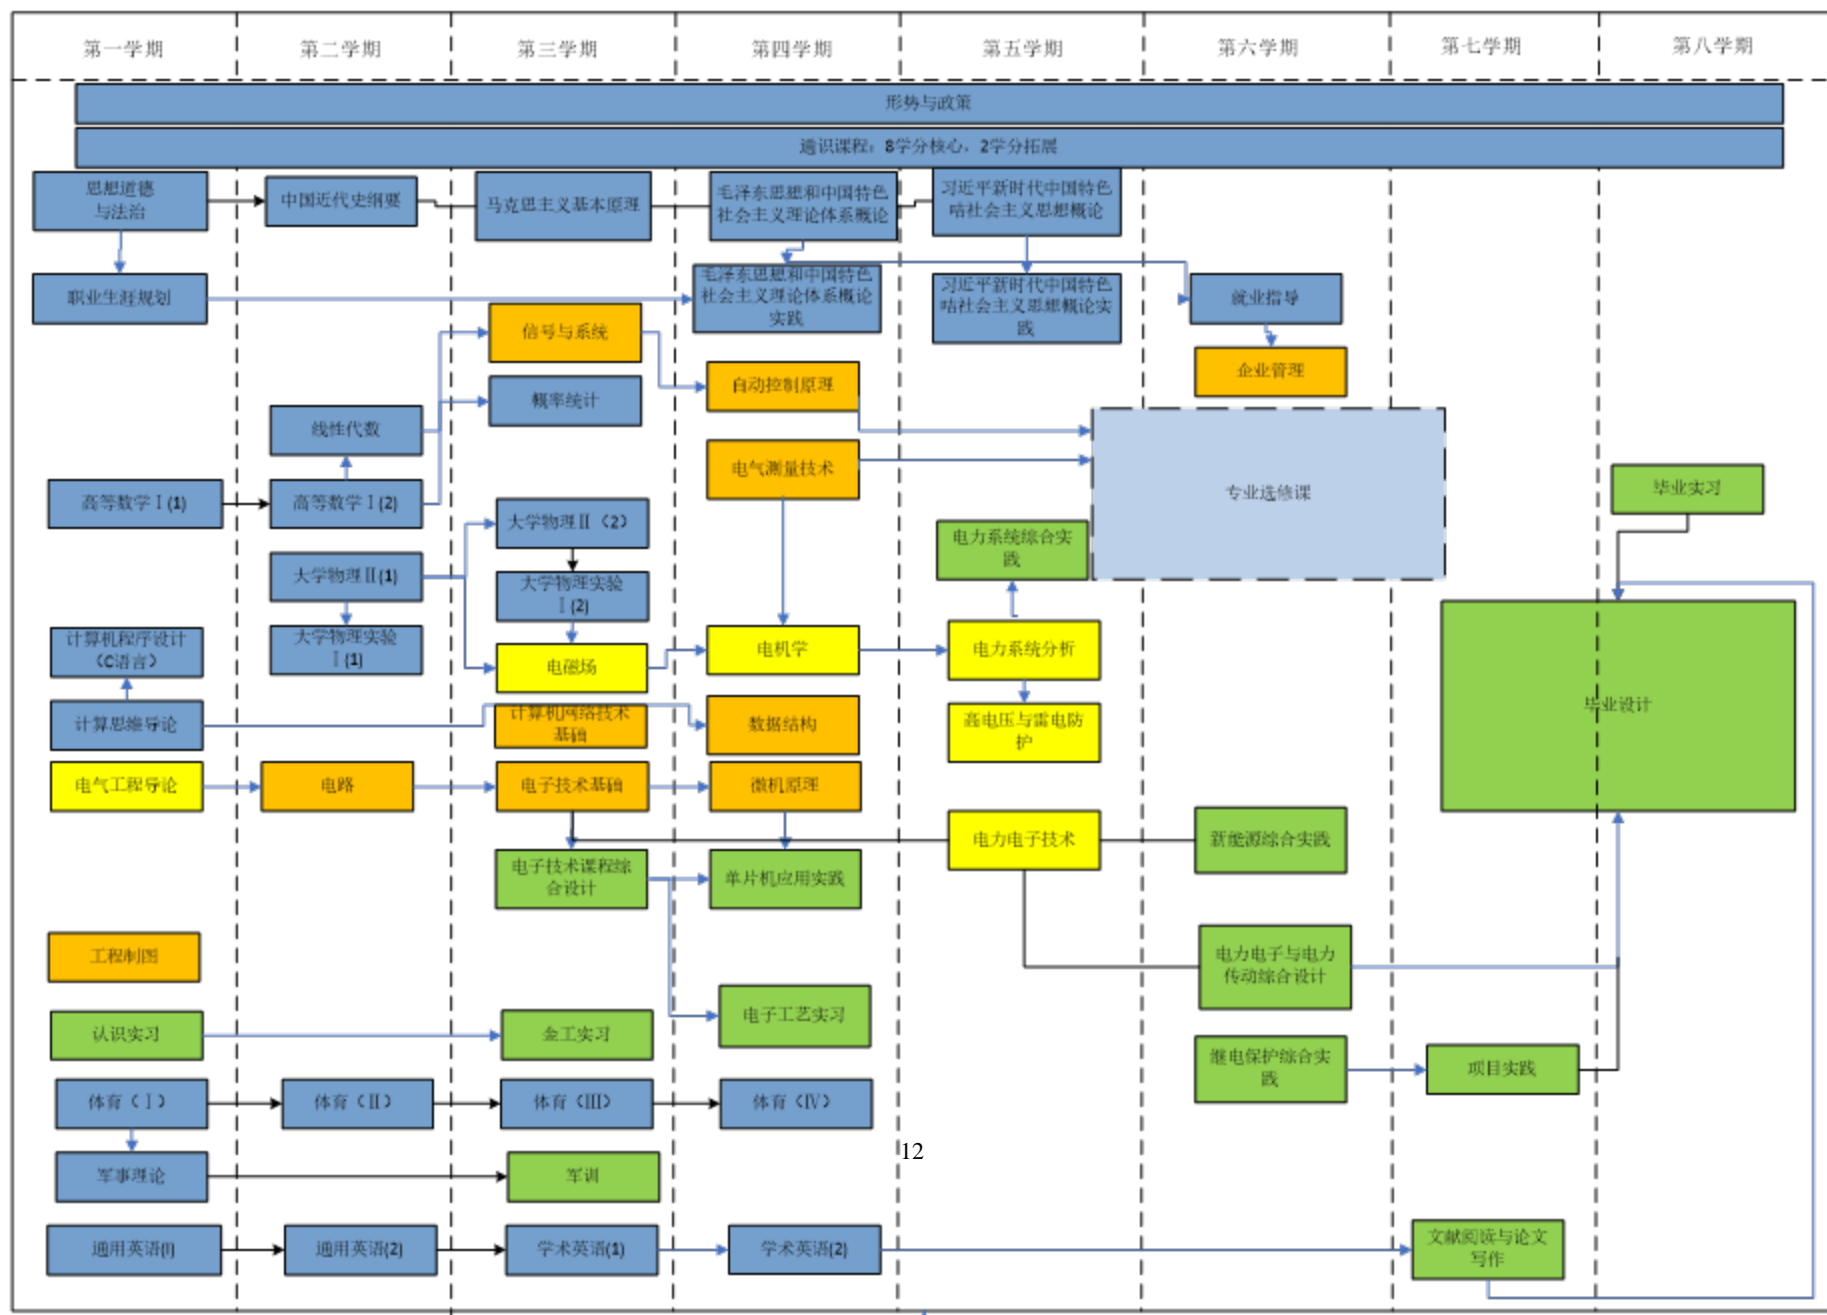 第一学期
第二学期
第三学期
第四学期
第五学期
第六学期
第七学期
第八学期
形势与政策
通识课程：8学分核心，2学分拓展
思想道德
与法治
中国近代史纲要
马克思主义基本原理
毛泽东思想和中国特色
社会主义理论体系概论
习近平新时代中国特色
咭社会主义思想概论
职业生涯规划
毛泽东思想和中国特色
社会主义理论体系概论
实践
习近平新时代中国特色
咭社会主义思想概论实
践
就业指导
信号与系统
企业管理
自动控制原理
概率统计
线性代数
电气测量技术
专业选修课
毕业实习
高等数学Ⅰ(1)
高等数学Ⅰ(2)
大学物理Ⅱ（2）
电力系统综合实
践
大学物理Ⅱ(1)
大学物理实验
Ⅰ(2)
计算机程序设计
（C语言）
大学物理实验
Ⅰ(1)
电磁场
电机学
电力系统分析
毕业设计
计算思维导论
计算机网络技术
基础
数据结构
高电压与雷电防
护
电气工程导论
电路
电子技术基础
微机原理
电力电子技术
新能源综合实践
电子技术课程综
合设计
单片机应用实践
工程制图
电力电子与电力
传动综合设计
电子工艺实习
认识实习
金工实习
继电保护综合实
践
项目实践
体育（Ⅰ）
体育（Ⅱ）
体育（Ⅲ）
体育（Ⅳ）
12
军事理论
军训
通用英语(I)
通用英语(2)
学术英语(1)
学术英语(2)
文献阅读与论文
写作